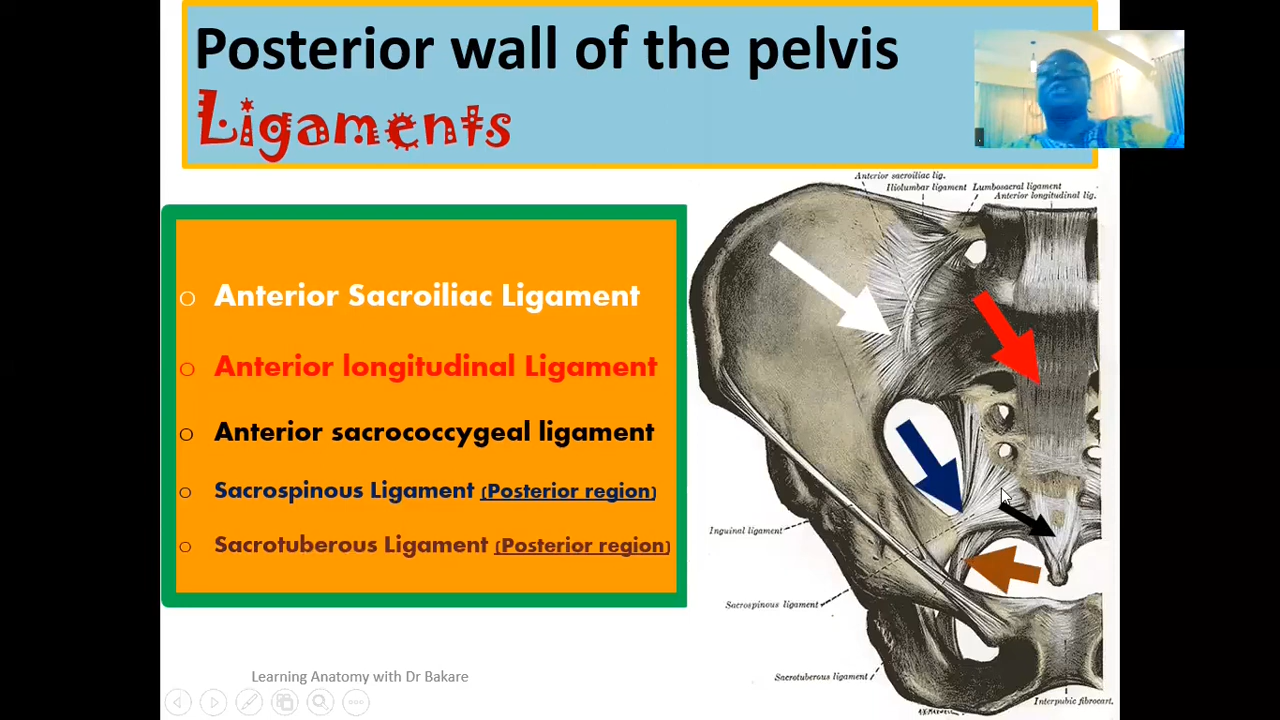 Posterior wall of the pelvis
Ligaments
Anterior sacroiliac lig.
Iliolumbar ligament
Lumbosacral ligament
Anterior longitudinal lig.
Anterior Sacroiliac Ligament
Anterior longitudinal Ligament
Anterior sacrococcygeal ligament
Sacrospinous Ligament (Posterior region)
Sacrotuberous Ligament (Posterior region)
Inguinal ligament
Sacrospinous ligament
Sacrotuberous ligament
Interpubic fibrocart.
Learning Anatomy with Dr Bakare